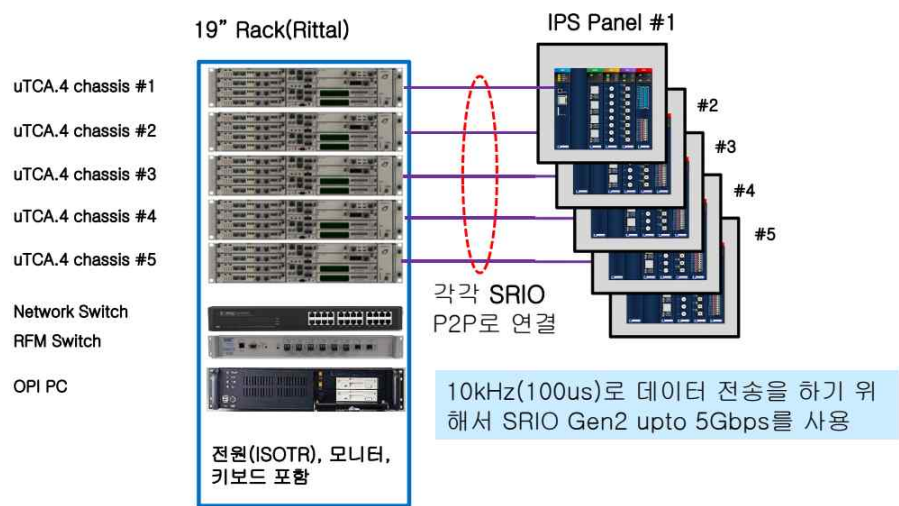 19” Rack(Rittal)
IPS Panel #1
uTCA.4 chassis #1
uTCA.4 chassis #2
uTCA.4 chassis #3
uTCA.4 chassis #4
uTCA.4 chassis #5
#2
#3
#4
#5
Network Switch
RFM Switch
OPI PC
각각 SRIO
P2P로 연결
10kHz(100us)로 데이터 전송을 하기 위
해서 SRIO Gen2 upto 5Gbps를 사용
전원(ISOTR), 모니터,
키보드 포함